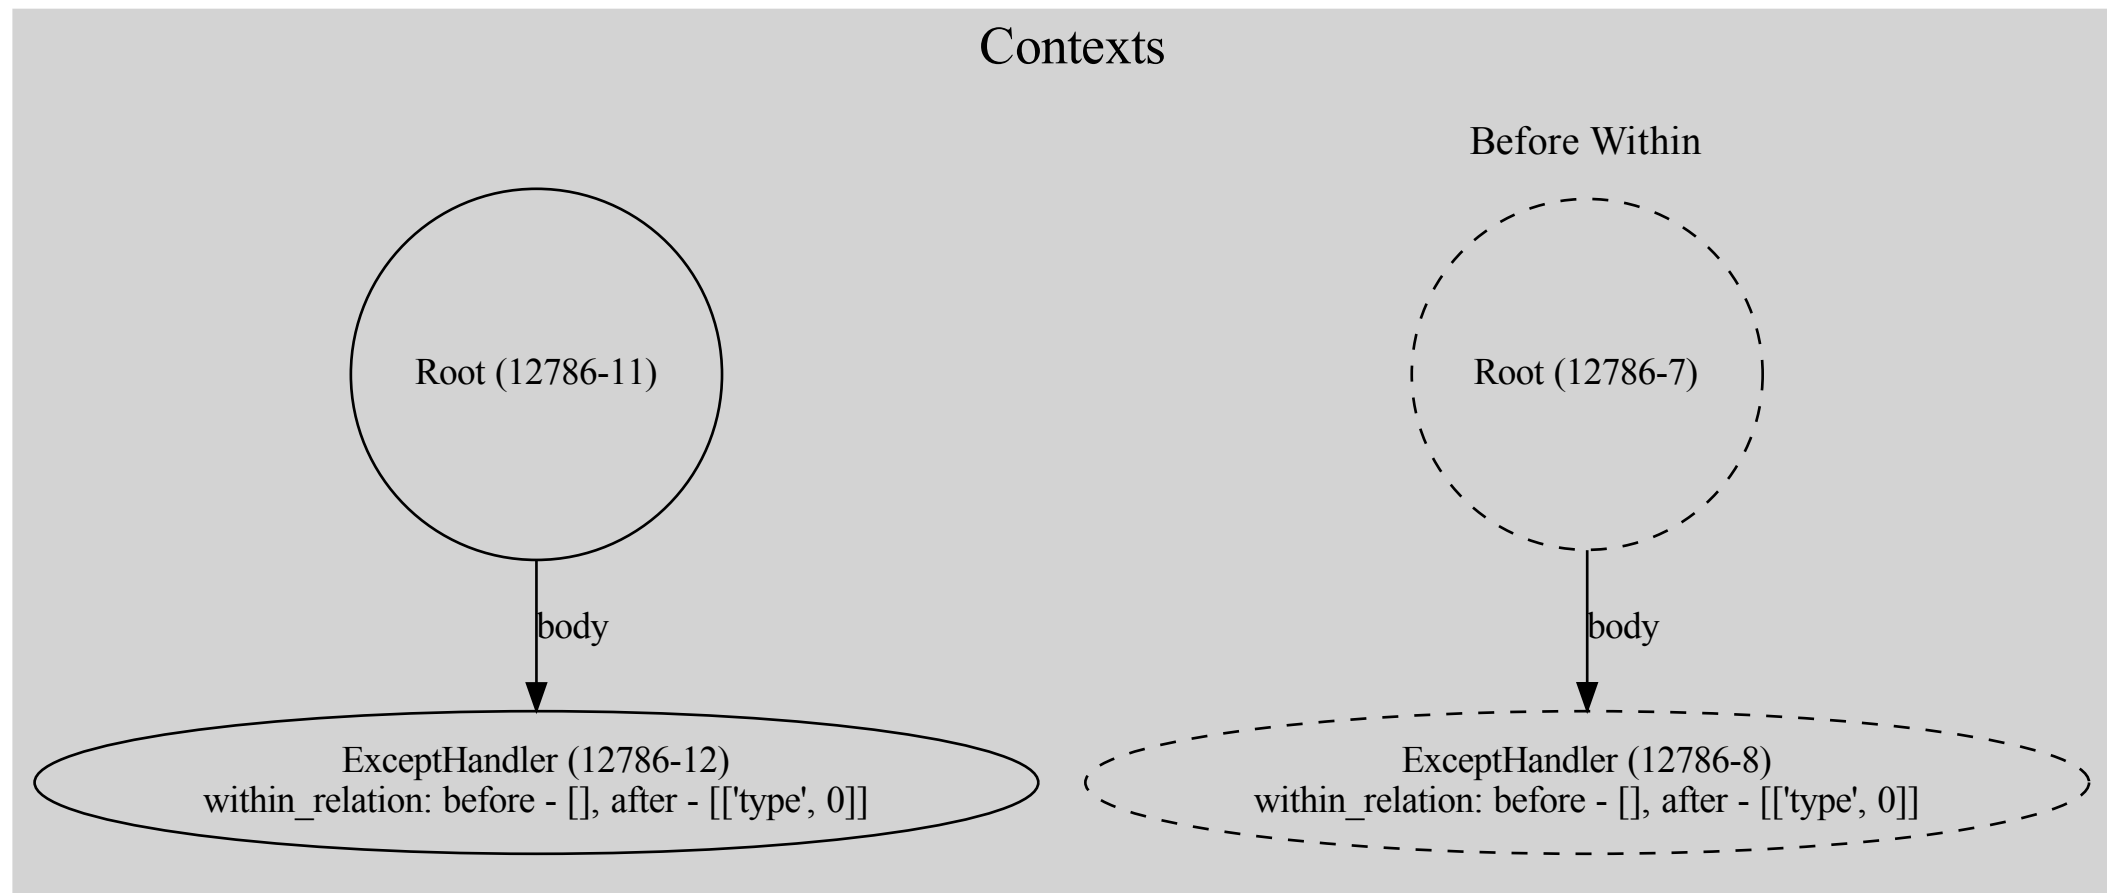 Contexts
Before Within
Root (12786-11)
Root (12786-7)
body
body
ExceptHandler (12786-12)
within_relation: before - [], after - [['type', 0]]
ExceptHandler (12786-8)
within_relation: before - [], after - [['type', 0]]